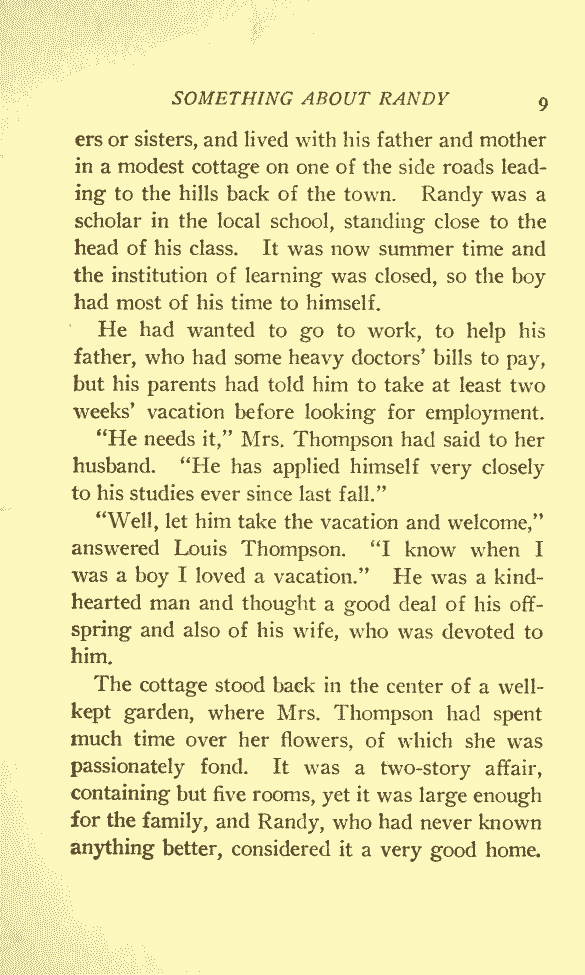 SOMETHING ABOUT RANDY 9
ers or sisters, and lived with his father and mother
in a modest cottage on one of the side roads lead-
ing to the hills back of the town. Randy was a
scholar in the local school, standing close to the
head of his class. It was now summer time and
the institution of learning was closed, so the boy
had most of his time to himself.
He had wanted to go to work, to help his
father, who had some heavy doctors’ bills to pay,
but his parents had told him to take at least two
weeks’ vacation before looking for employment.
“He needs it,” Mrs. Thompson had said to her
husband. “He has applied himself very closely
to his studies ever since last fall.”
“Well, let him take the vacation and welcome,”
answered Louis Thompson. “I know when I
was a boy I loved a vacation.” He was a kind-
hearted man and thought a good deal of his off-
spring and also of his wife, who was devoted to
him.
The cottage stood back in the center of a well-
kept garden, where Mrs. Thompson had spent
much time over her flowers, of which she was
passionately fond. It was a two-story affair,
containing but five rooms, yet it was large enough
for the family, and Randy, who had never known
anything better, considered it a very good home.